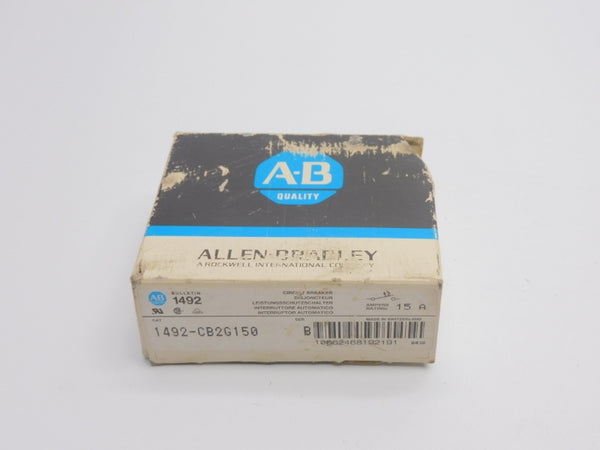 A-B
QUALITY
ALLEN-BRADLEY
A ROCKWELL INTERNATIONAL COMPANY
AB
BULLETIN
1492
CIRCUIT BREAKER
DISJONCTEUR
LEISTUNGSSCHUTZSCHALTER
INTERRUTTORE AUTOMATICO
INTERRUPTOR AUTOMATICO
AMPERE
RATING
15 A
CAT
1492-CB2G150
SER
B
MADE IN SWITZERLAND
10662468192191